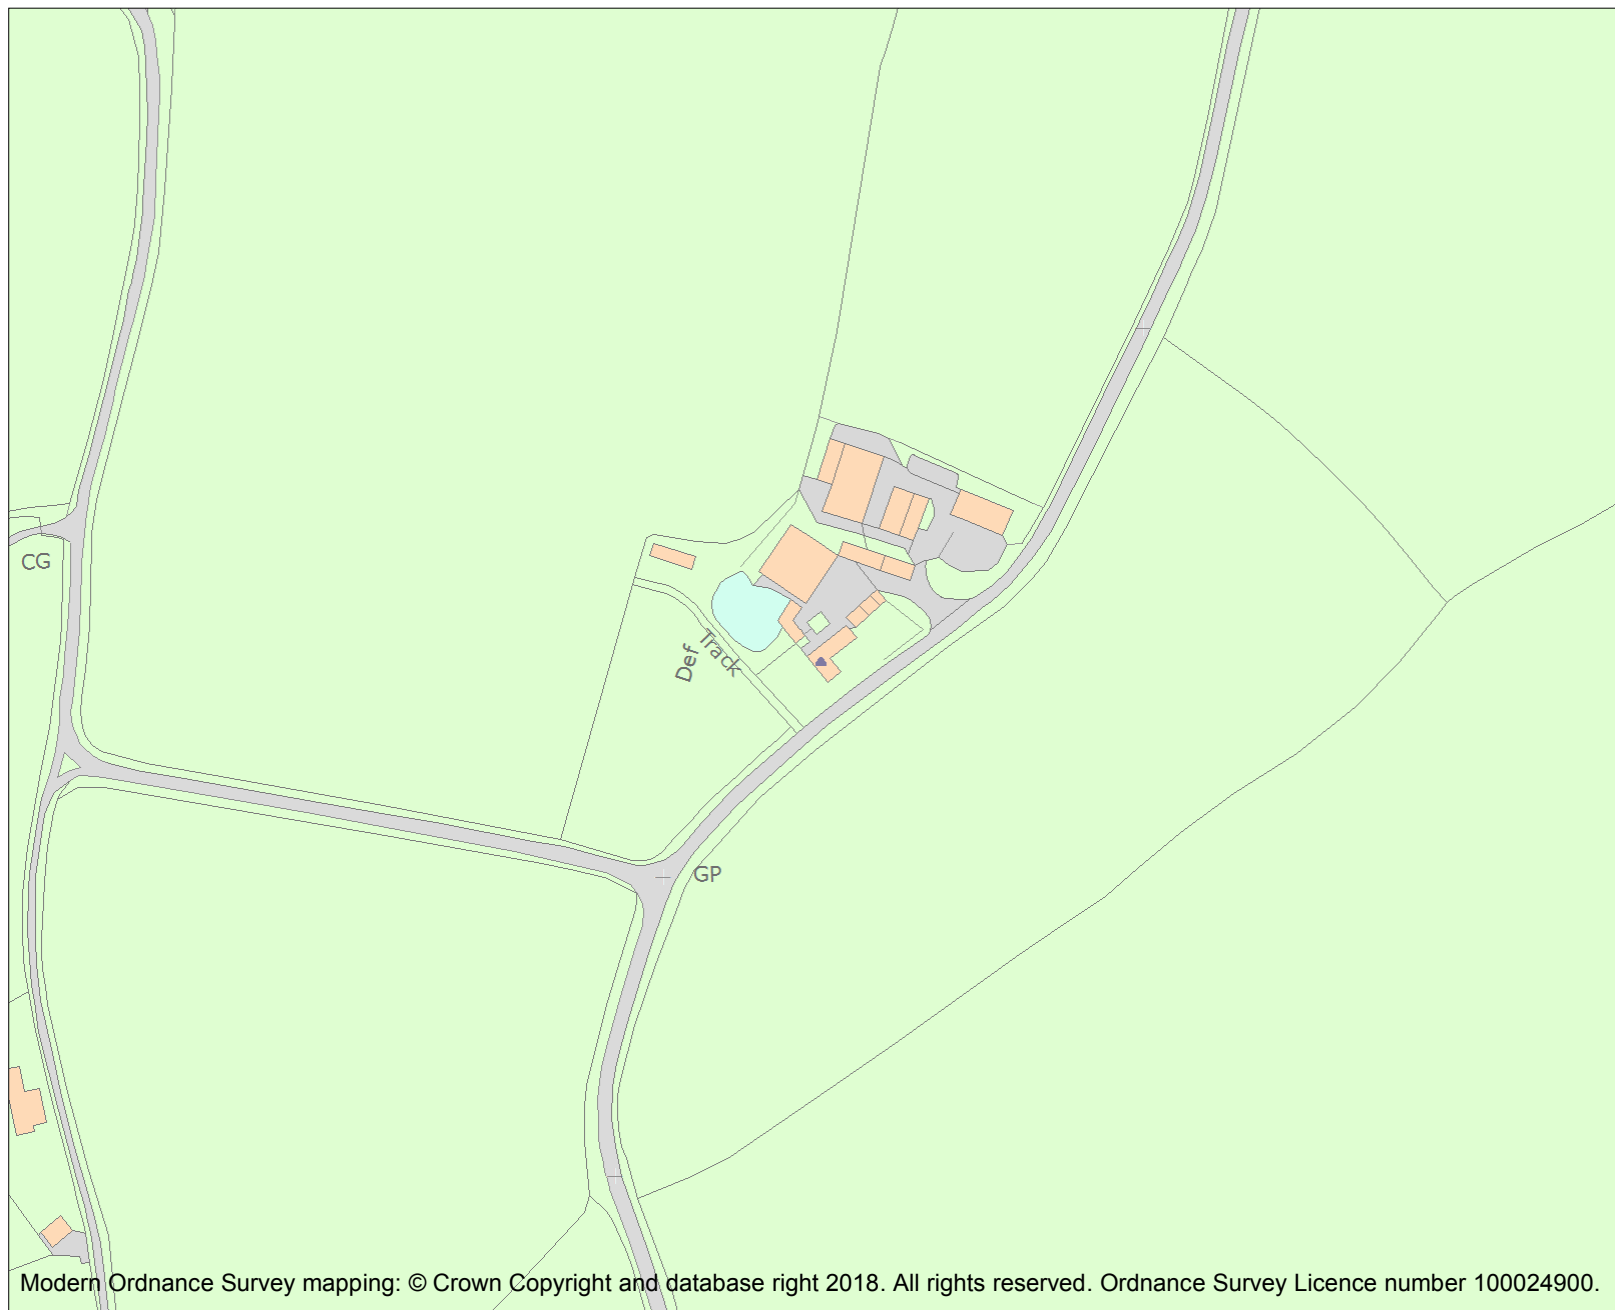 CG
Def
Track
GP
Modern Ordnance Survey mapping: © Crown Copyright and database right 2018. All rights reserved. Ordnance Survey Licence number 100024900.